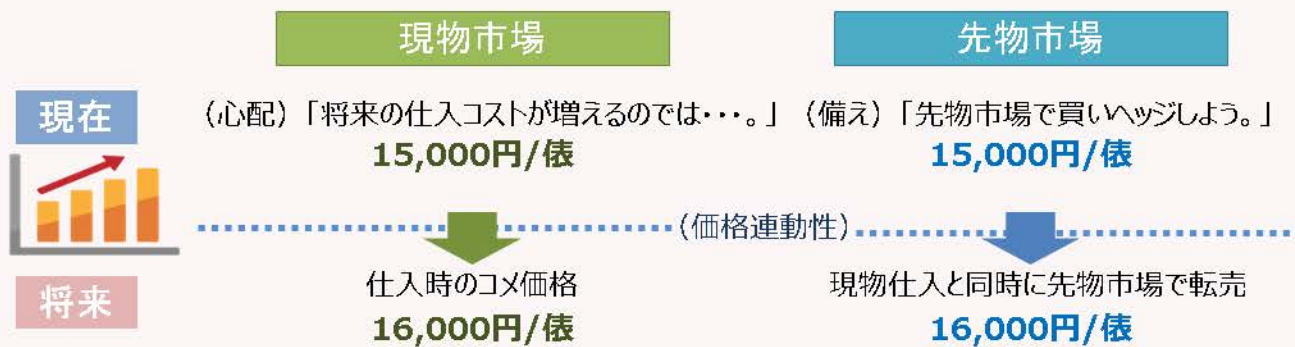 現物市場
先物市場
現在
（心配）「将来の仕入コストが増えるのでは・・・。」
（備え）「先物市場で買いヘッジしよう。」
15,000円/俵
15,000円/俵
（価格連動性）
将来
仕入時のコメ価格
現物仕入と同時に先物市場で転売
16,000円/俵
16,000円/俵